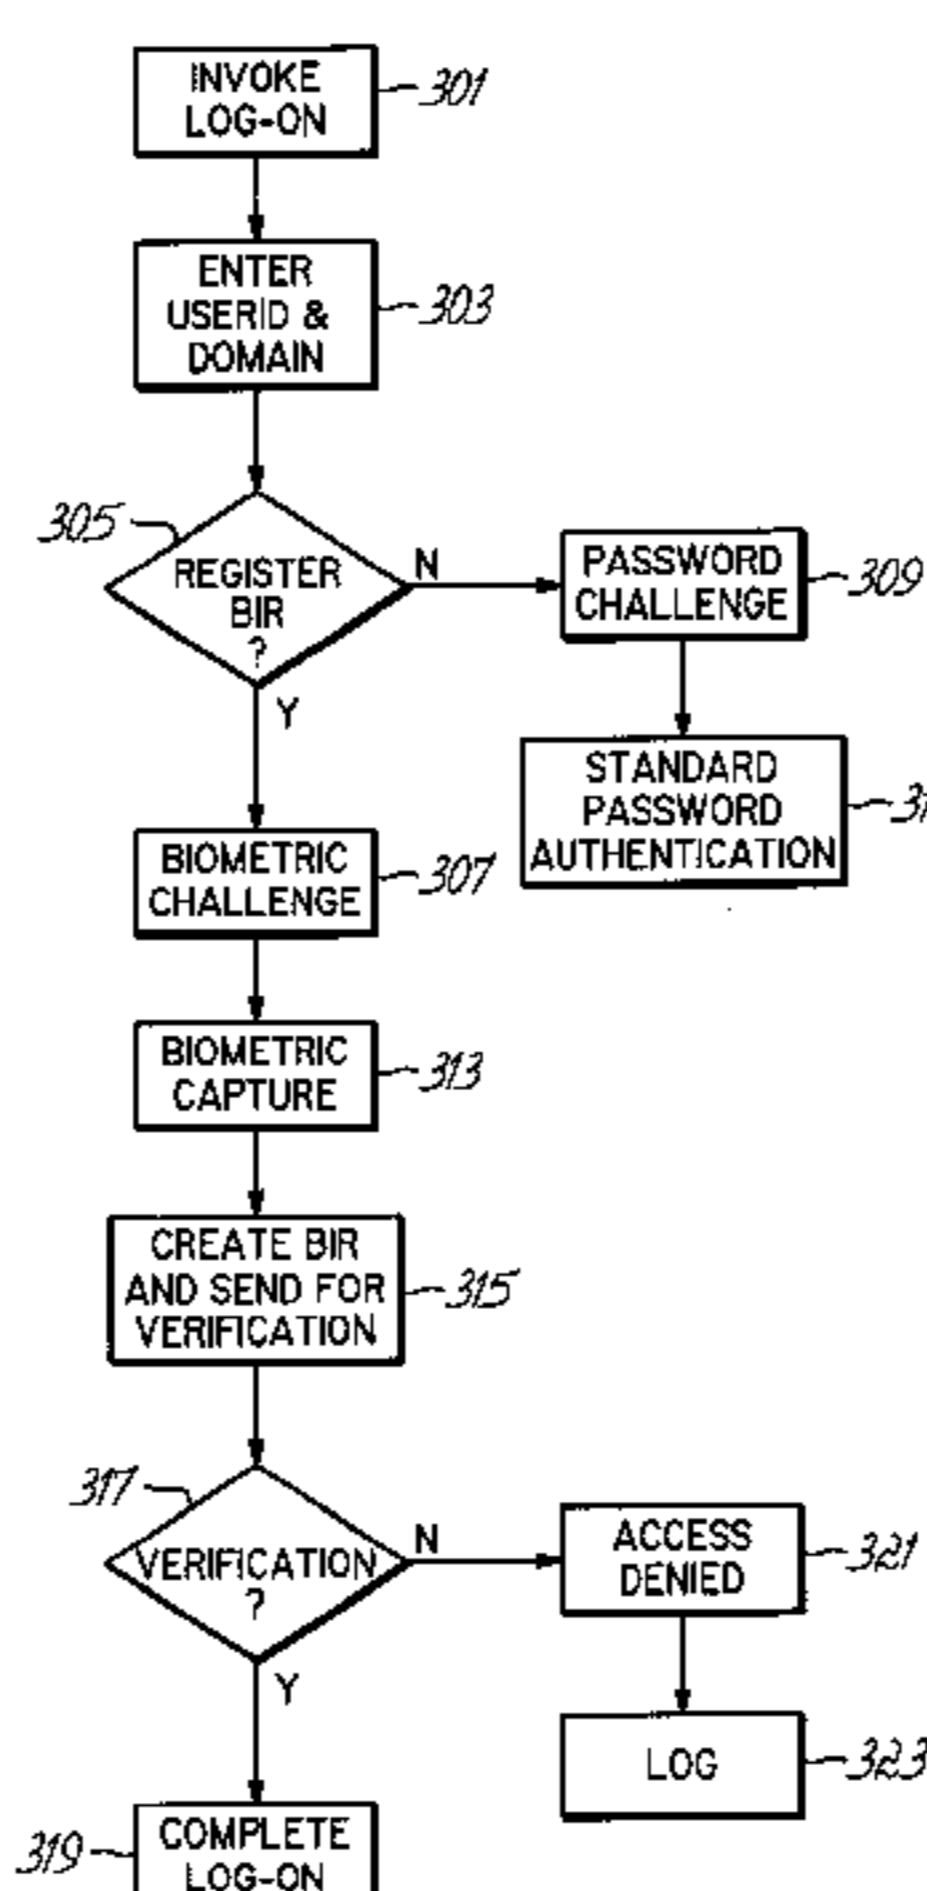 INVOKE
LOG-ON
301
ENTER
USERID &
DOMAIN
303
305
REGISTER
BIR
?
N
Y
PASSWORD
CHALLENGE
309
STANDARD
PASSWORD
AUTHENTICATION
BIOMETRIC
CHALLENGE
307
BIOMETRIC
CAPTURE
313
CREATE BIR
AND SEND FOR
VERIFICATION
315
317
VERIFICATION
?
N
Y
ACCESS
DENIED
321
LOG
323
319
COMPLETE
LOG-ON